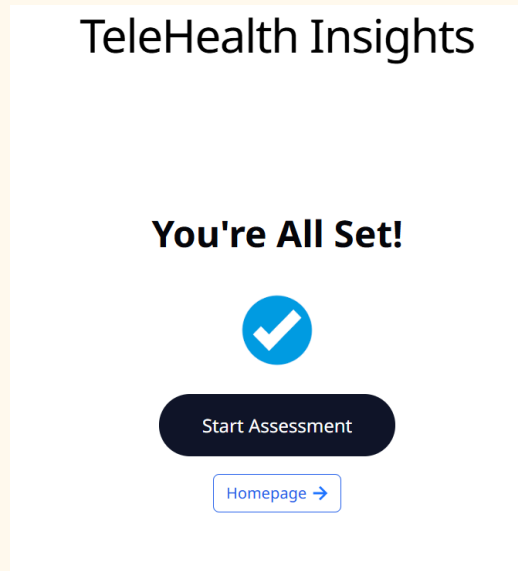 TeleHealth Insights
You're All Set!
Start Assessment
Homepage